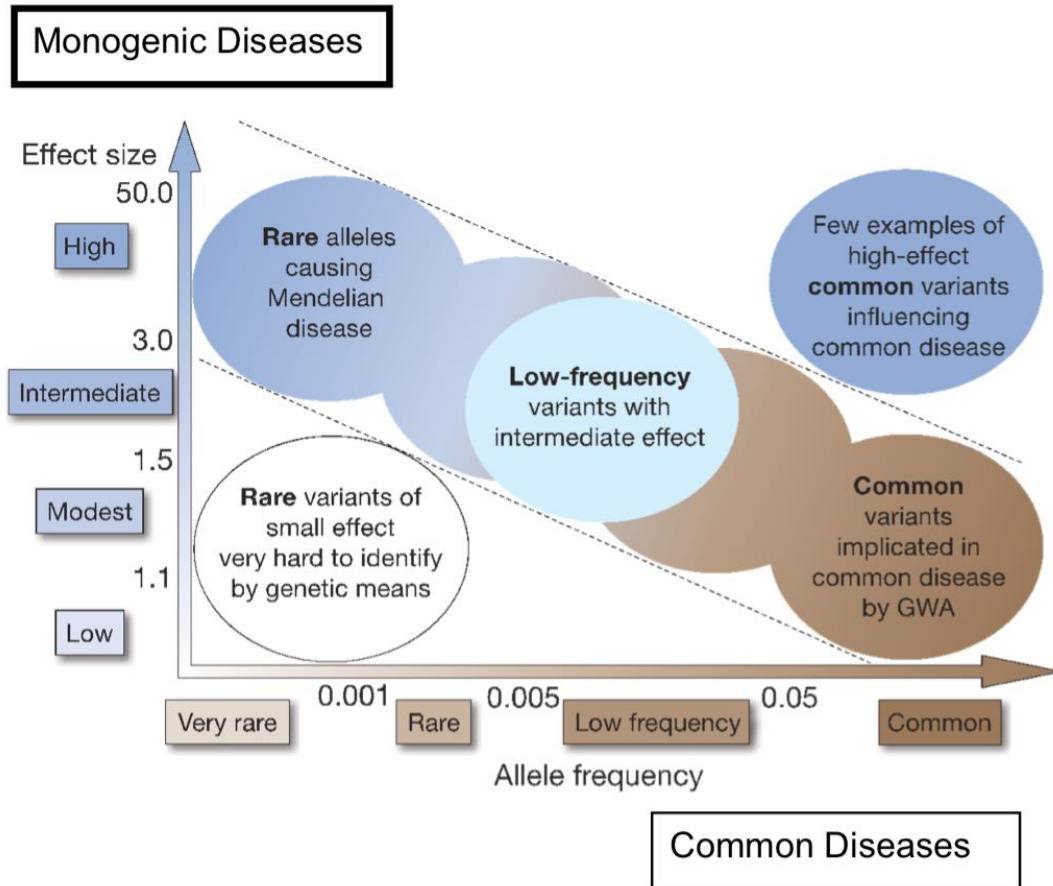 Monogenic Diseases
Effect size
50.0
High
3.0
Intermediate
1.5
Modest
1.1
Low
Rare alleles
causing
Mendelian
disease
Few examples of
high-effect
common variants
influencing
common disease
Low-frequency
variants with
intermediate effect
Rare variants of
small effect
very hard to identify
by genetic means
Common
variants
implicated in
common disease
by GWA
0.001
0.005
0.05
Very rare
Rare
Low frequency
Common
Allele frequency
Common Diseases